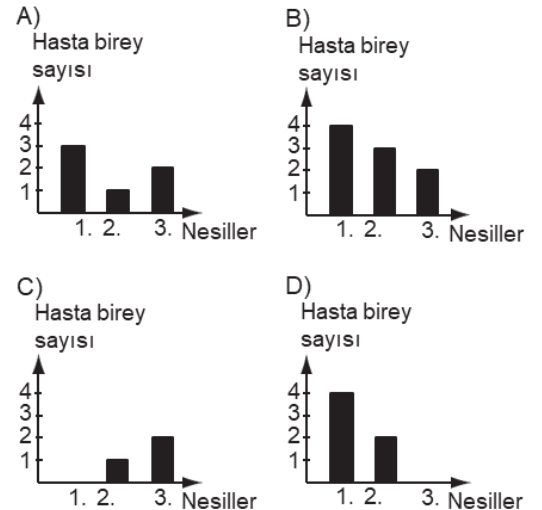 A)
Hasta birey
sayısı
4
3
2
1
1. 2. 3. Nesiller
B)
Hasta birey
sayısı
4
3
2
1
1. 2. 3. Nesiller
C)
Hasta birey
sayısı
4
3
2
1
1. 2. 3. Nesiller
D)
Hasta birey
sayısı
4
3
2
1
1. 2. 3. Nesiller